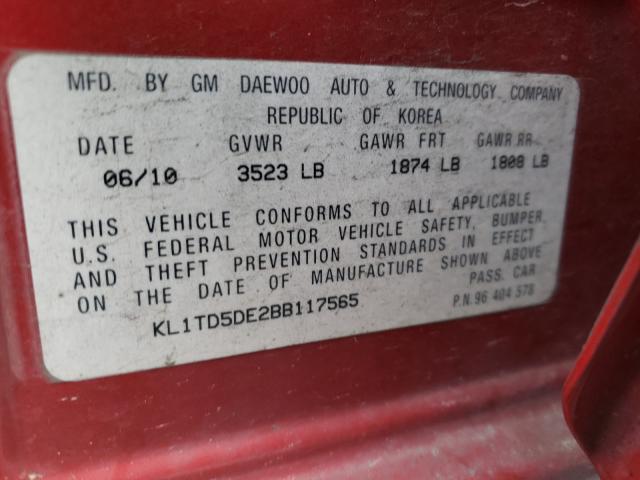 MFD. BY GM DAEWOO AUTO & TECHNOLOGY COMPANY
REPUBLIC OF KOREA
DATE GVWR GAWR FRT GAWR RR
06/10 3523 LB 1874 LB 1808 LB
THIS VEHICLE CONFORMS TO ALL APPLICABLE
U.S. FEDERAL MOTOR VEHICLE SAFETY, BUMPER,
AND THEFT PREVENTION STANDARDS IN EFFECT
ON THE DATE OF MANUFACTURE SHOWN ABOVE
PASS. CAR
KL1TD5DE2BB117565 P.N.96 404 578